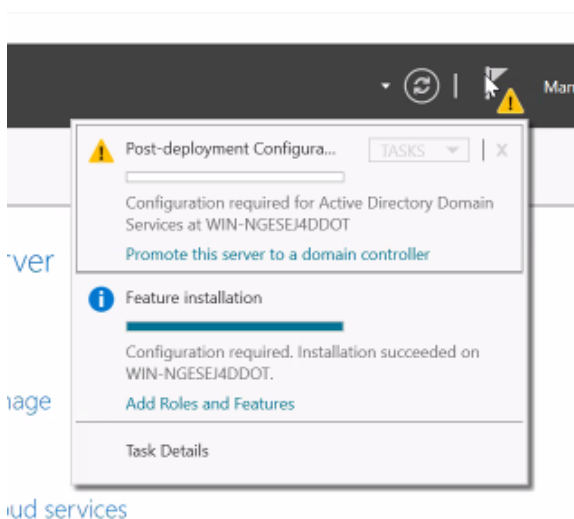 Man
Post-deployment Configura...
TASKS
X
Configuration required for Active Directory Domain
Services at WIN-NGESEJ4DDOT
Promote this server to a domain controller
ver
Feature installation
Configuration required. Installation succeeded on
WIN-NGESEJ4DDOT.
nage
Add Roles and Features
Task Details
ud services